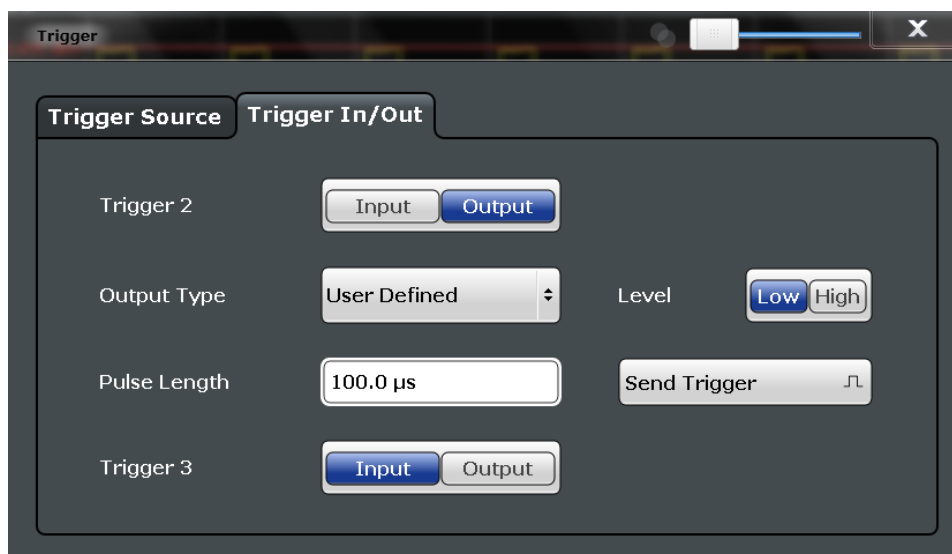 Trigger
X
Trigger Source Trigger In/Out
Trigger 2 Input Output
Output Type User Defined Level Low High
Pulse Length 100.0 µs Send Trigger
Trigger 3 Input Output